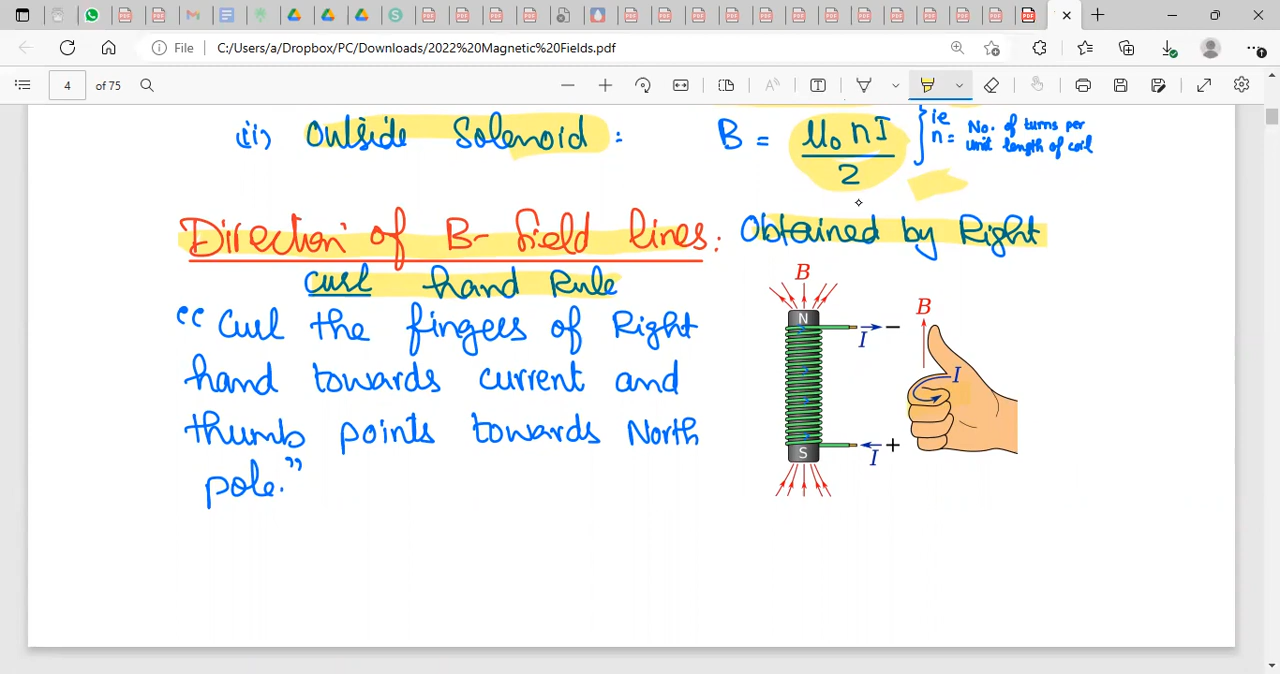 File C:/Users/a/Dropbox/PC/Downloads/2022%20Magnetic%20Fields.pdf
4 of 75
(ii) Outside Solenoid : B = μ₀ n I / 2 { ie n = No. of turns per unit length of coil
Direction of B- field lines: Obtained by Right
curl hand Rule
“Curl the fingers of Right
hand towards current and
thumb points towards North
pole.”
B
N
I
−
B
I
S
I
+